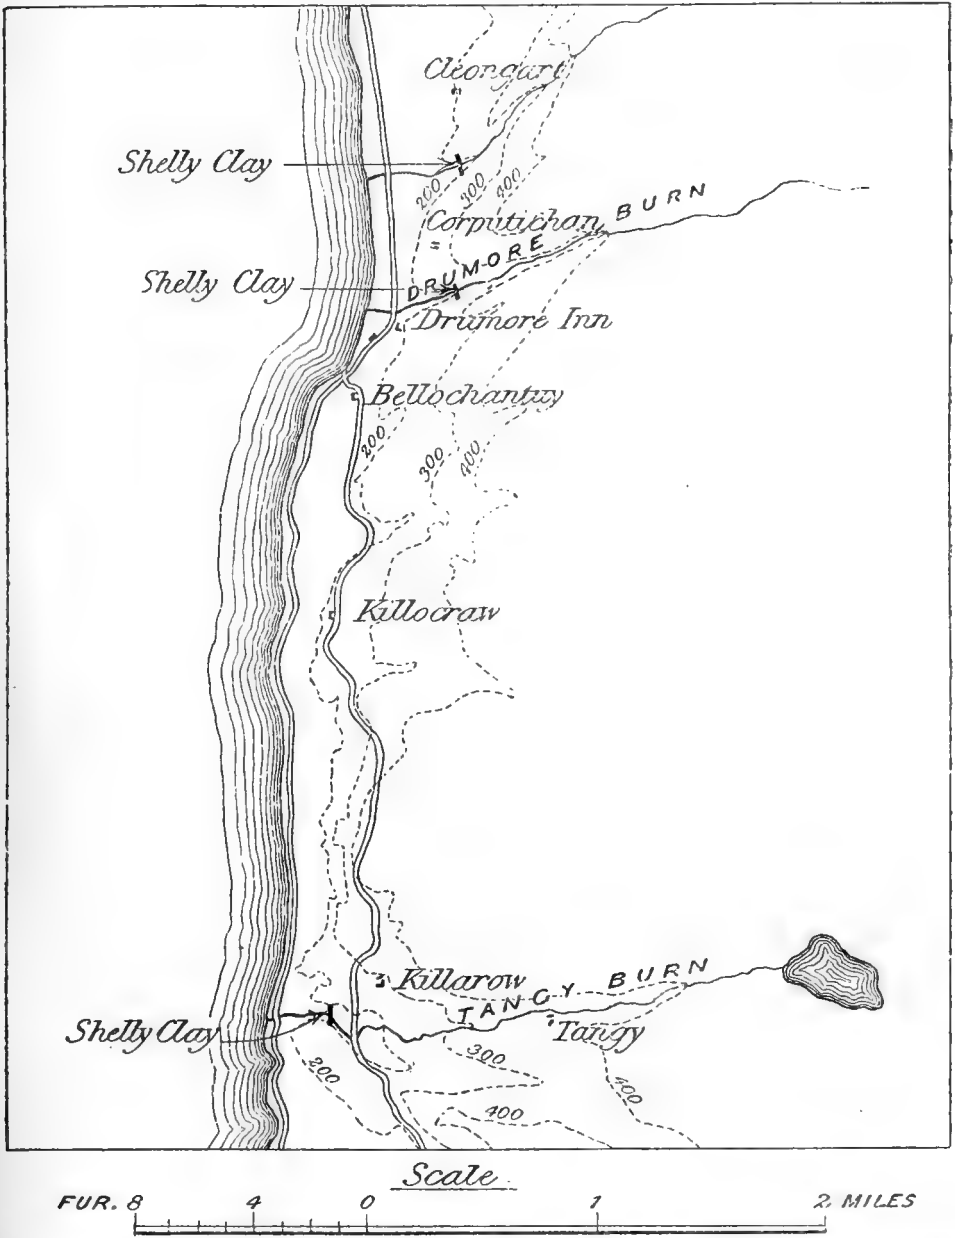 Cleongart
Shelly Clay
200
300
400
Corputichan
DRUMORE BURN
Shelly Clay
Drumore Inn
Bellochantuy
200
300
400
Killocraw
Killarow
TANGY BURN
Shelly Clay
Tangy
200
300
400
400
Scale
FUR. 8 4 0 1 2 MILES